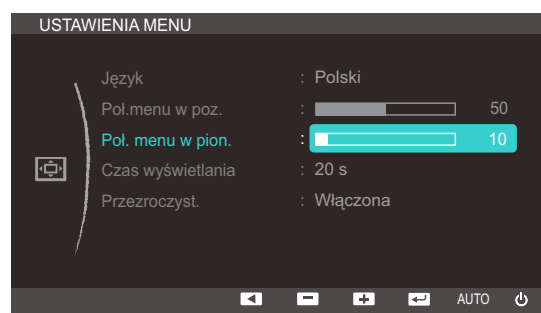 USTAWIENIA MENU
Język : Polski
Poł.menu w poz. : 50
Poł. menu w pion. : 10
Czas wyświetlania : 20 s
Przezroczyst. : Włączona
AUTO